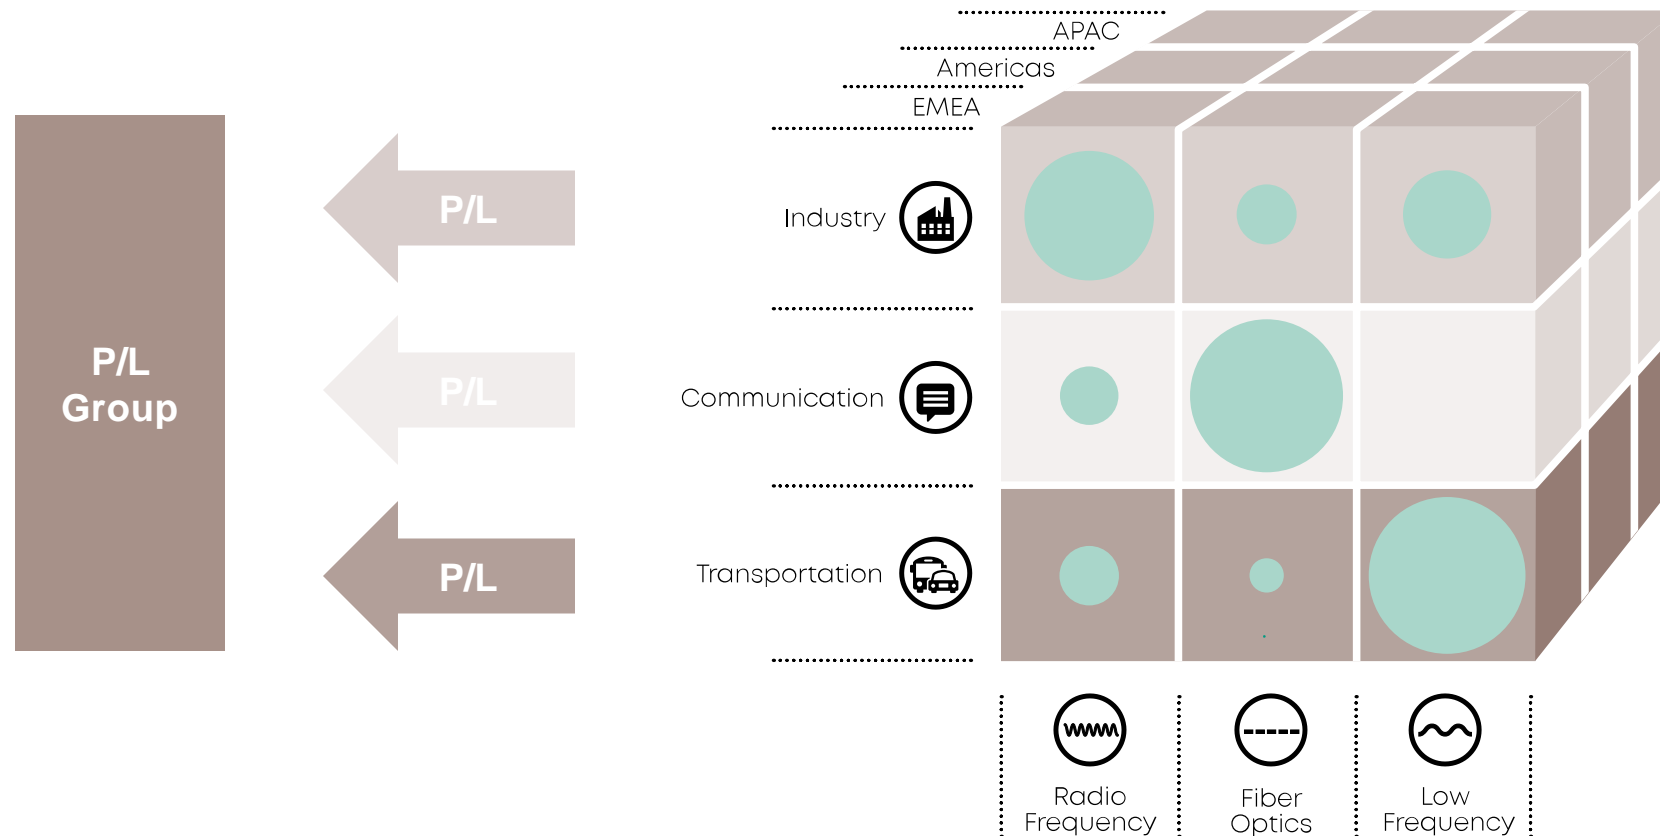 APAC
Americas
EMEA
P/L
Industry
P/L
Group
P/L
Communication
P/L
Transportation
Radio
Frequency
Fiber
Optics
Low
Frequency